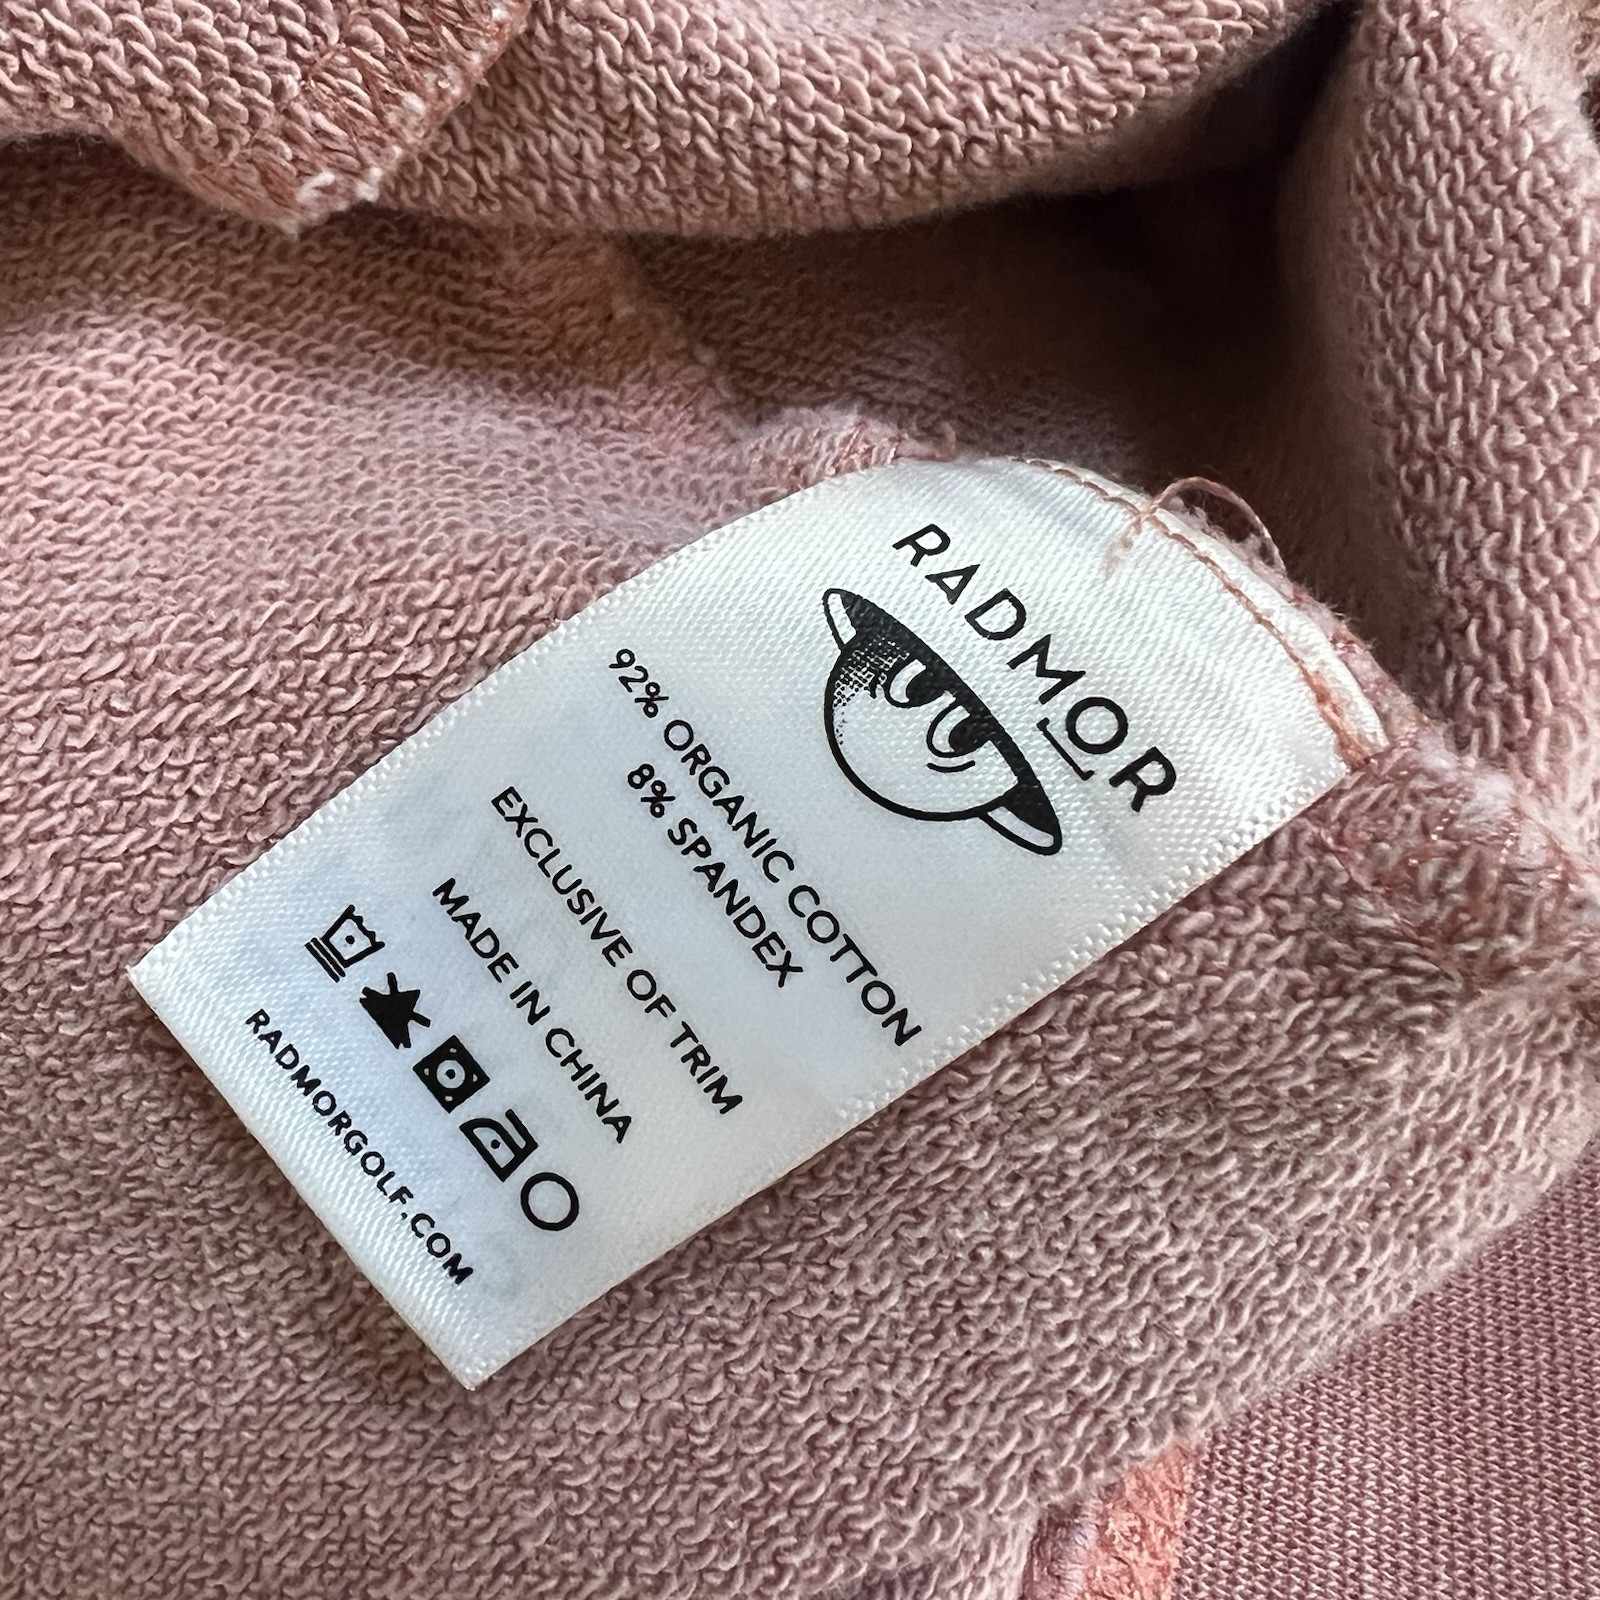 RADMOR
92% ORGANIC COTTON
8% SPANDEX
EXCLUSIVE OF TRIM
MADE IN CHINA
RADMORGOLF.COM